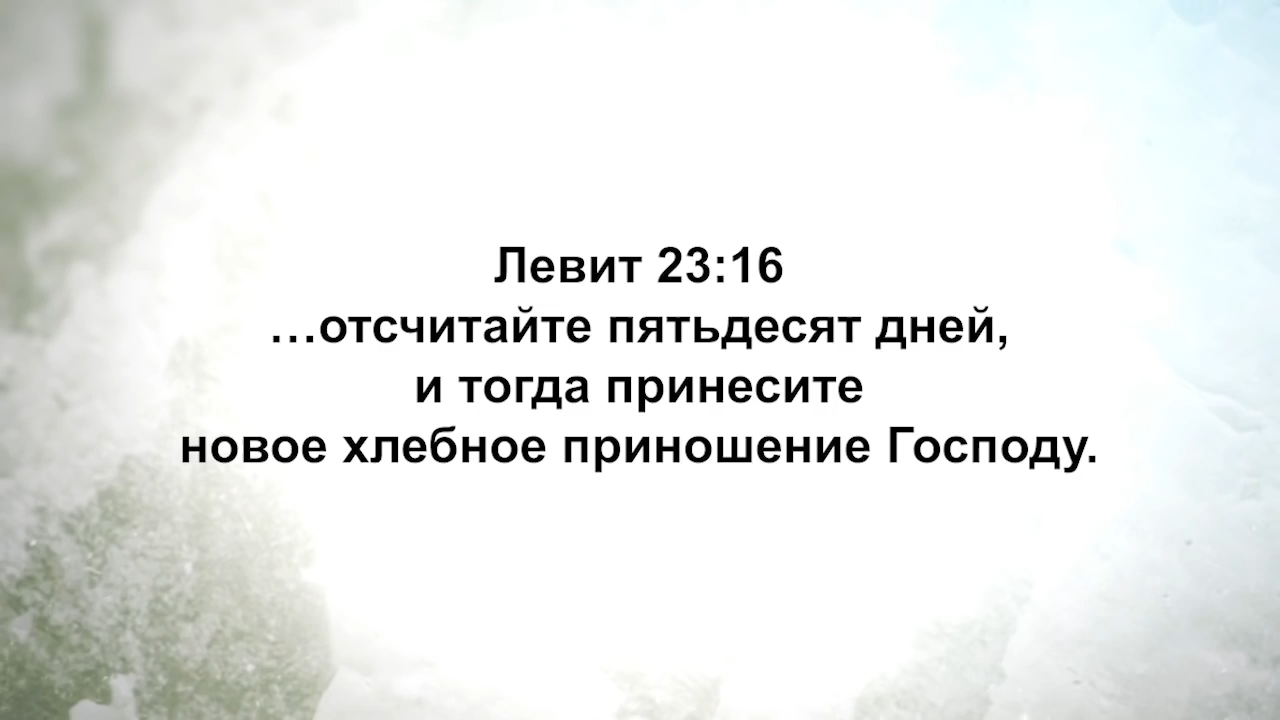 Левит 23:16
…отсчитайте пятьдесят дней,
и тогда принесите
новое хлебное приношение Господу.